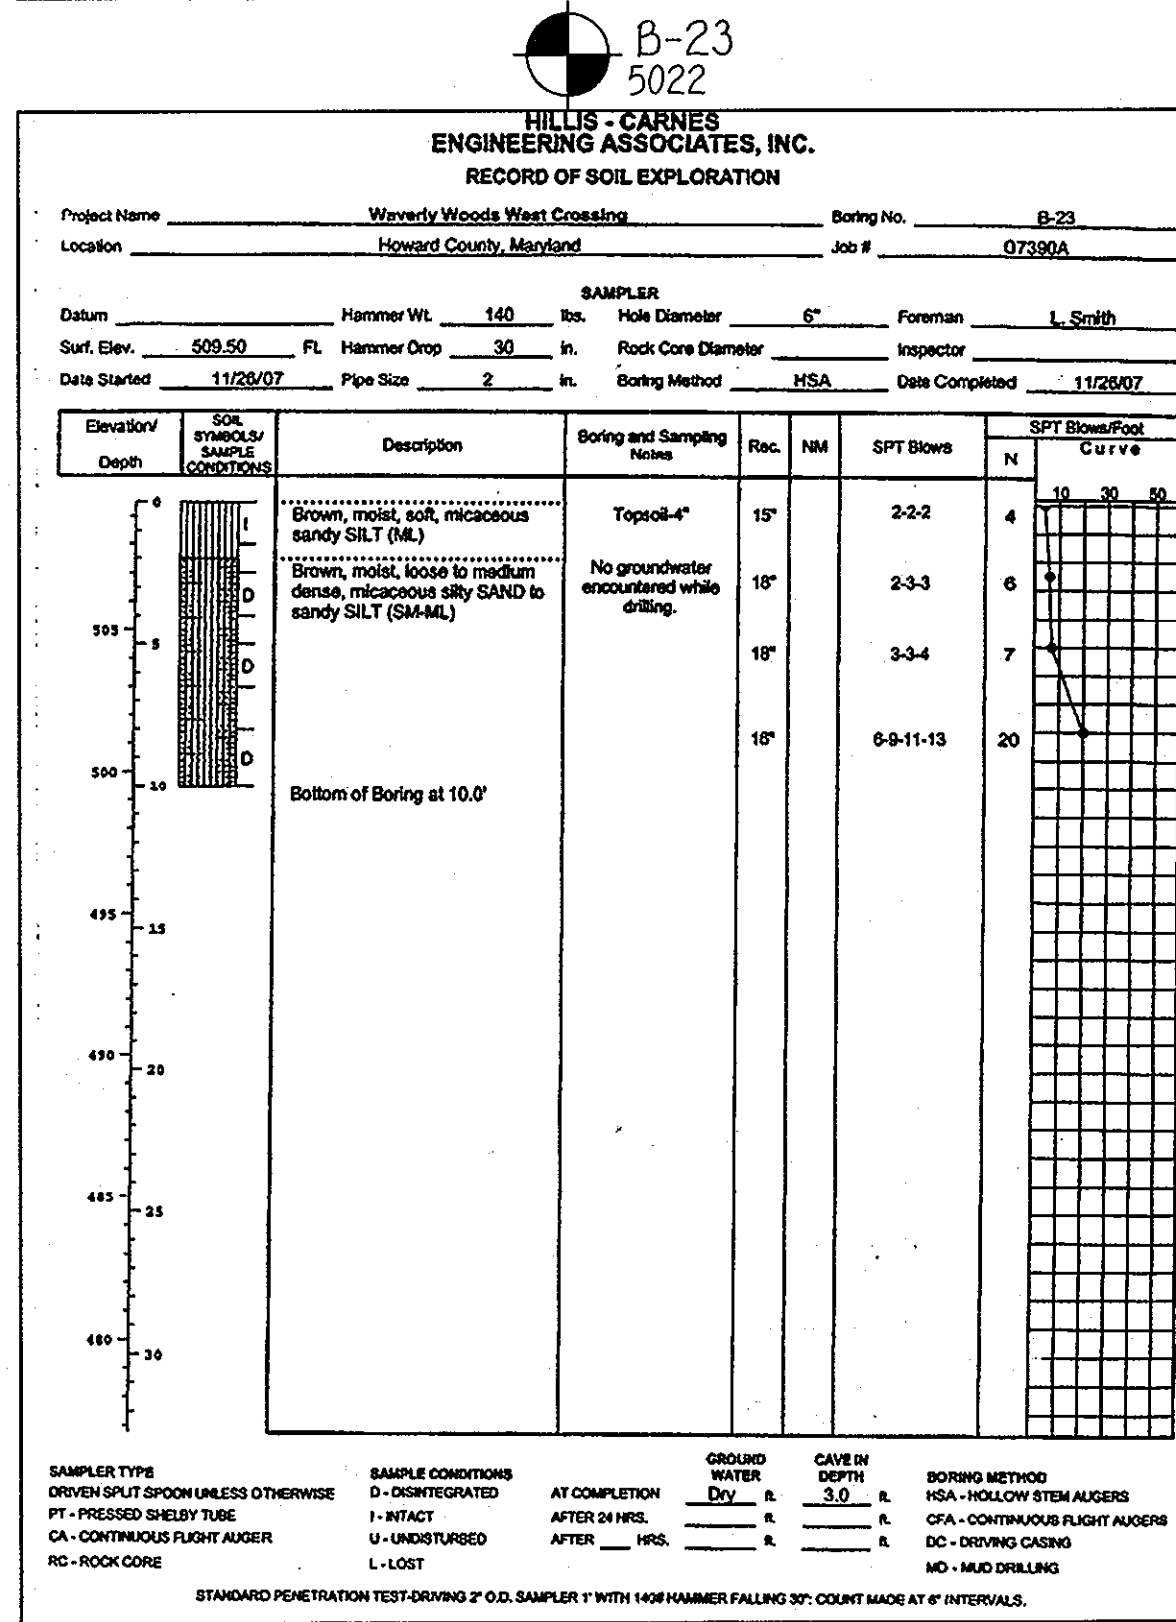 B-23
5022
HILLIS - CARNES
ENGINEERING ASSOCIATES, INC.
RECORD OF SOIL EXPLORATION
Project Name Waverly Woods West Crossing Boring No. B-23
Location Howard County, Maryland Job # 07390A
SAMPLER
Datum Hammer Wt. 140 lbs. Hole Diameter 6" Foreman L. Smith
Surf. Elev. 509.50 Ft. Hammer Drop 30 in. Rock Core Diameter Inspector
Date Started 11/26/07 Pipe Size 2 in. Boring Method HSA Date Completed 11/26/07
Elevation/ Depth SOIL SYMBOLS/ SAMPLE CONDITIONS Description Boring and Sampling Notes Rec. NM SPT Blows N SPT Blows/Foot Curve
10 30 50
0 I Brown, moist, soft, micaceous Topsoil-4" 15" 2-2-2 4
sandy SILT (ML)
Brown, moist, loose to medium No groundwater
D dense, micaceous silty SAND to encountered while 18" 2-3-3 6
sandy SILT (SM-ML) drilling.
505 5
D 18" 3-3-4 7
D 18" 6-9-11-13 20
500 10
Bottom of Boring at 10.0'
495 15
490 20
485 25
480 30
SAMPLER TYPE
DRIVEN SPLIT SPOON UNLESS OTHERWISE
PT - PRESSED SHELBY TUBE
CA - CONTINUOUS FLIGHT AUGER
RC - ROCK CORE
SAMPLE CONDITIONS
D - DISINTEGRATED
I - INTACT
U - UNDISTURBED
L - LOST
GROUND WATER CAVE IN DEPTH
AT COMPLETION Dry ft. 3.0 ft.
AFTER 24 HRS. ft. ft.
AFTER HRS. ft. ft.
BORING METHOD
HSA - HOLLOW STEM AUGERS
CFA - CONTINUOUS FLIGHT AUGERS
DC - DRIVING CASING
MD - MUD DRILLING
STANDARD PENETRATION TEST-DRIVING 2" O.D. SAMPLER 1' WITH 140# HAMMER FALLING 30": COUNT MADE AT 6" INTERVALS.